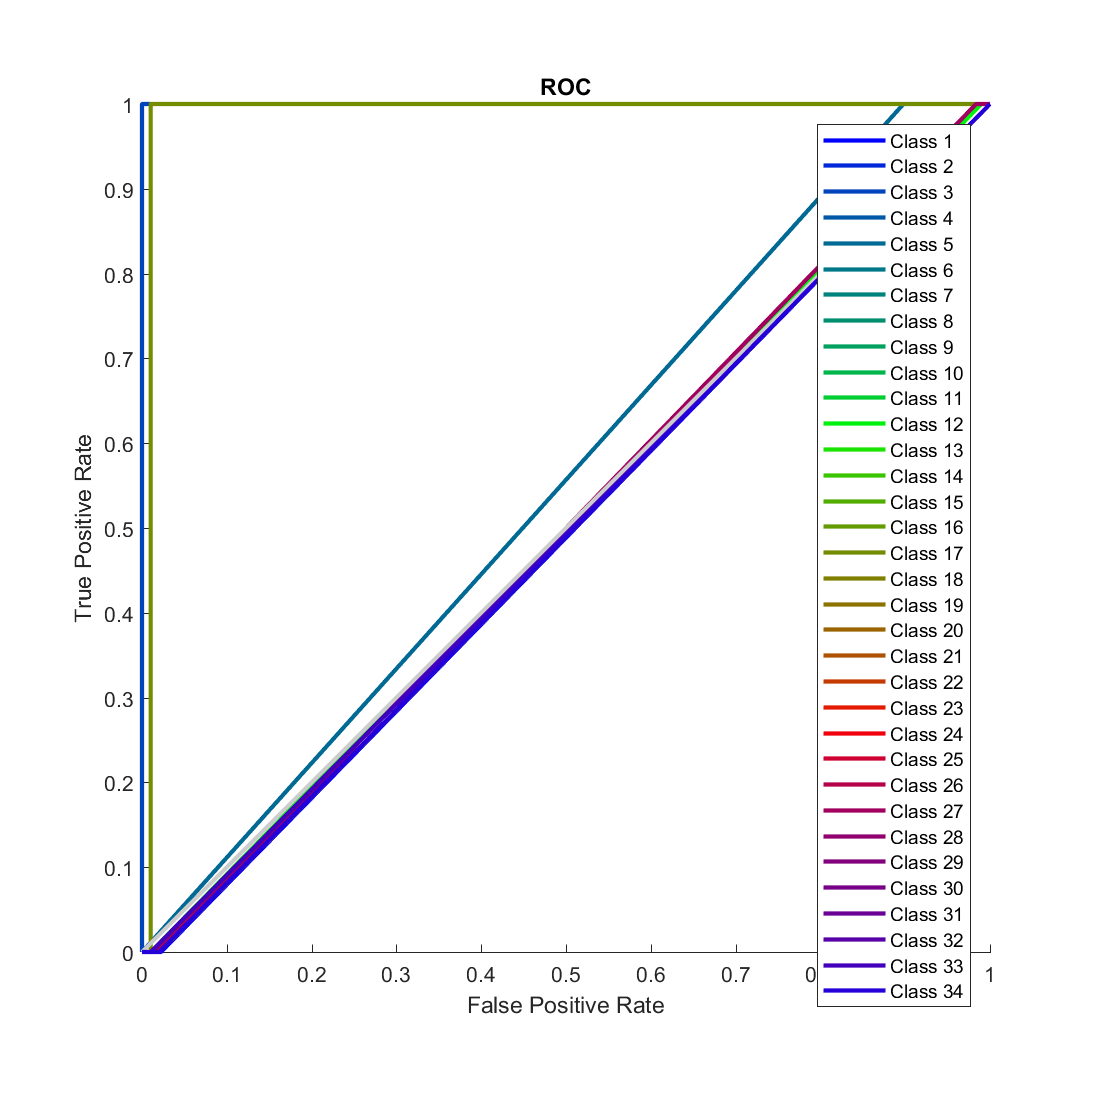 ROC
True Positive Rate
1
0.9
0.8
0.7
0.6
0.5
0.4
0.3
0.2
0.1
0
Class 1
Class 2
Class 3
Class 4
Class 5
Class 6
Class 7
Class 8
Class 9
Class 10
Class 11
Class 12
Class 13
Class 14
Class 15
Class 16
Class 17
Class 18
Class 19
Class 20
Class 21
Class 22
Class 23
Class 24
Class 25
Class 26
Class 27
Class 28
Class 29
Class 30
Class 31
Class 32
Class 33
Class 34
0 0.1 0.2 0.3 0.4 0.5 0.6 0.7 1
False Positive Rate